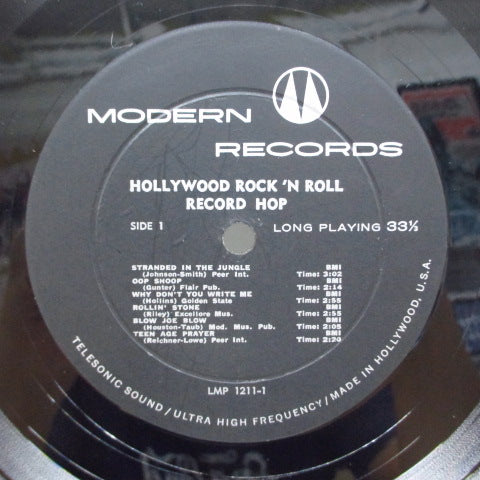 MODERN
RECORDS
HOLLYWOOD ROCK 'N ROLL
RECORD HOP
SIDE 1
LONG PLAYING 33⅓
STRANDED IN THE JUNGLE BMI
(Johnson-Smith) Peer Int. Time: 3:02
OOP SHOOP BMI
(Gunter) Flair Pub. Time: 2:14
WHY DON'T YOU WRITE ME BMI
(Hollins) Golden State Time: 2:55
ROLLIN' STONE BMI
(Riley) Excellore Mus. Time: 2:55
BLOW JOE BLOW BMI
(Houston-Taub) Mod. Mus. Pub. Time: 2:05
TEEN AGE PRAYER BMI
(Reichner-Lowe) Peer Int. Time: 2:20
LMP 1211-1
TELESONIC SOUND / ULTRA HIGH FREQUENCY / MADE IN HOLLYWOOD, U.S.A.